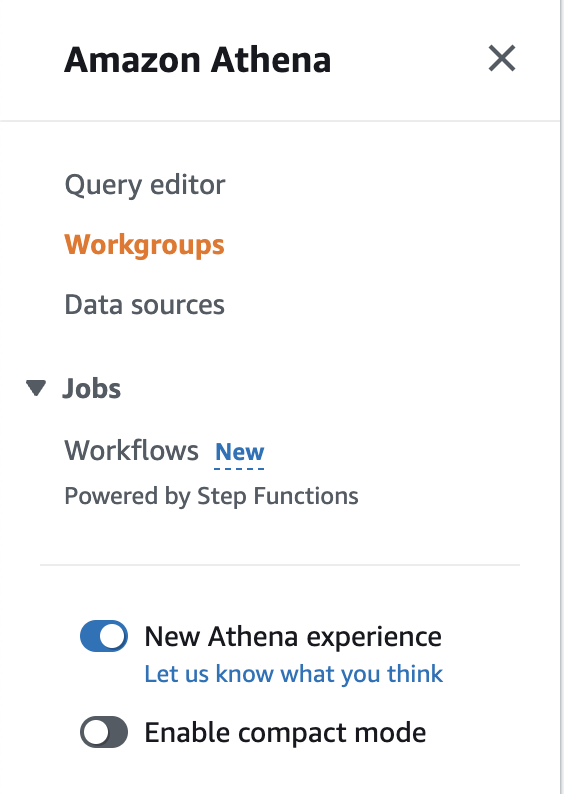 Amazon Athena
Query editor
Workgroups
Data sources
Jobs
Workflows New
Powered by Step Functions
New Athena experience
Let us know what you think
Enable compact mode